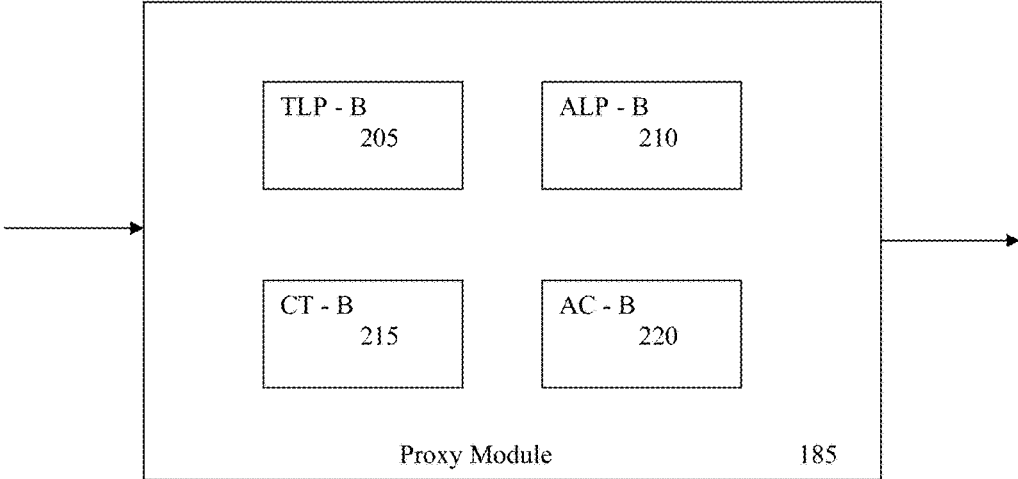 TLP - B
205
ALP - B
210
CT - B
215
AC - B
220
Proxy Module 185